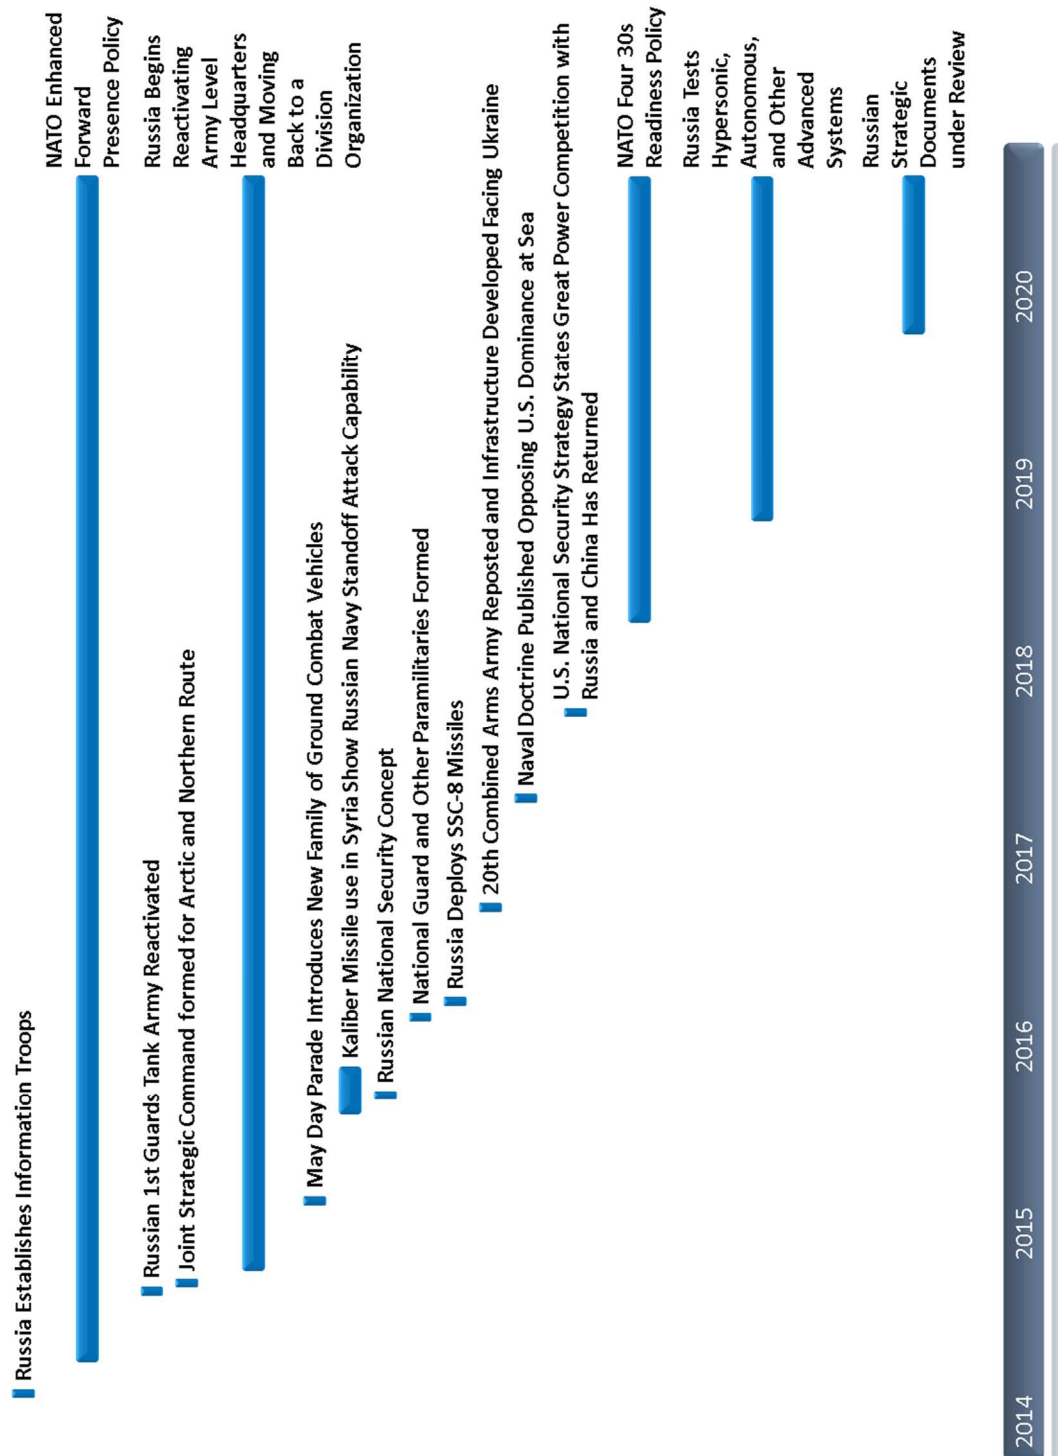 Russia Establishes Information Troops
NATO Enhanced
Forward
Presence Policy
Russian 1st Guards Tank Army Reactivated
Joint Strategic Command formed for Arctic and Northern Route
Russia Begins
Reactivating
Army Level
Headquarters
and Moving
Back to a
Division
Organization
May Day Parade Introduces New Family of Ground Combat Vehicles
Kaliber Missile use in Syria Show Russian Navy Standoff Attack Capability
Russian National Security Concept
National Guard and Other Paramilitaries Formed
Russia Deploys SSC-8 Missiles
20th Combined Arms Army Reposted and Infrastructure Developed Facing Ukraine
Naval Doctrine Published Opposing U.S. Dominance at Sea
U.S. National Security Strategy States Great Power Competition with
Russia and China Has Returned
NATO Four 30s
Readiness Policy
Russia Tests
Hypersonic,
Autonomous,
and Other
Advanced
Systems
Russian
Strategic
Documents
under Review
2014 2015 2016 2017 2018 2019 2020